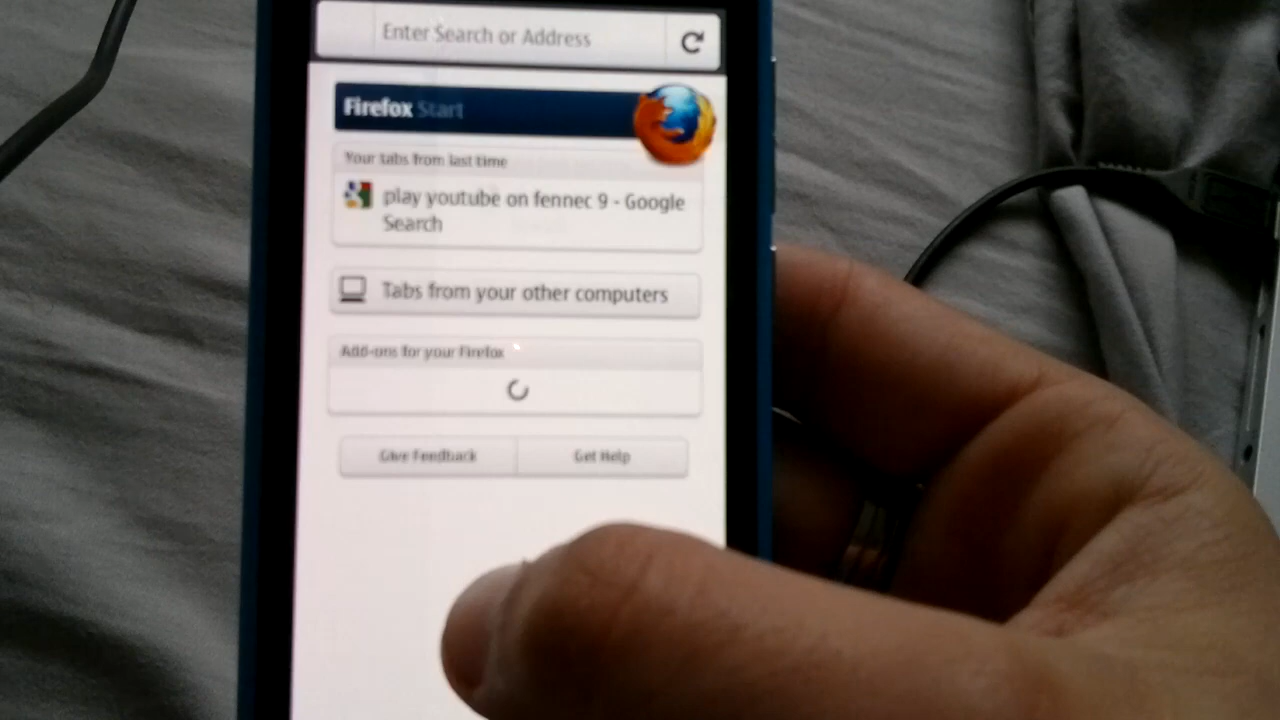 Enter Search or Address
Firefox Start
Your tabs from last time
play youtube on fennec 9 - Google
Search
Tabs from your other computers
Add-ons for your Firefox
Give Feedback
Get Help